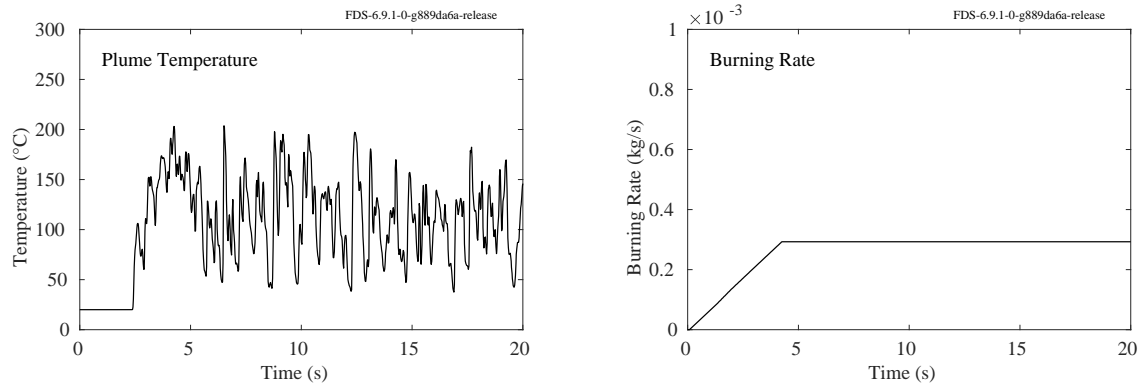 FDS-6.9.1-0-g889da6a-release
Plume Temperature
300
250
200
150
100
50
0
Temperature (°C)
0 5 10 15 20
Time (s)
FDS-6.9.1-0-g889da6a-release
×10⁻³
Burning Rate
1
0.8
0.6
0.4
0.2
0
Burning Rate (kg/s)
0 5 10 15 20
Time (s)